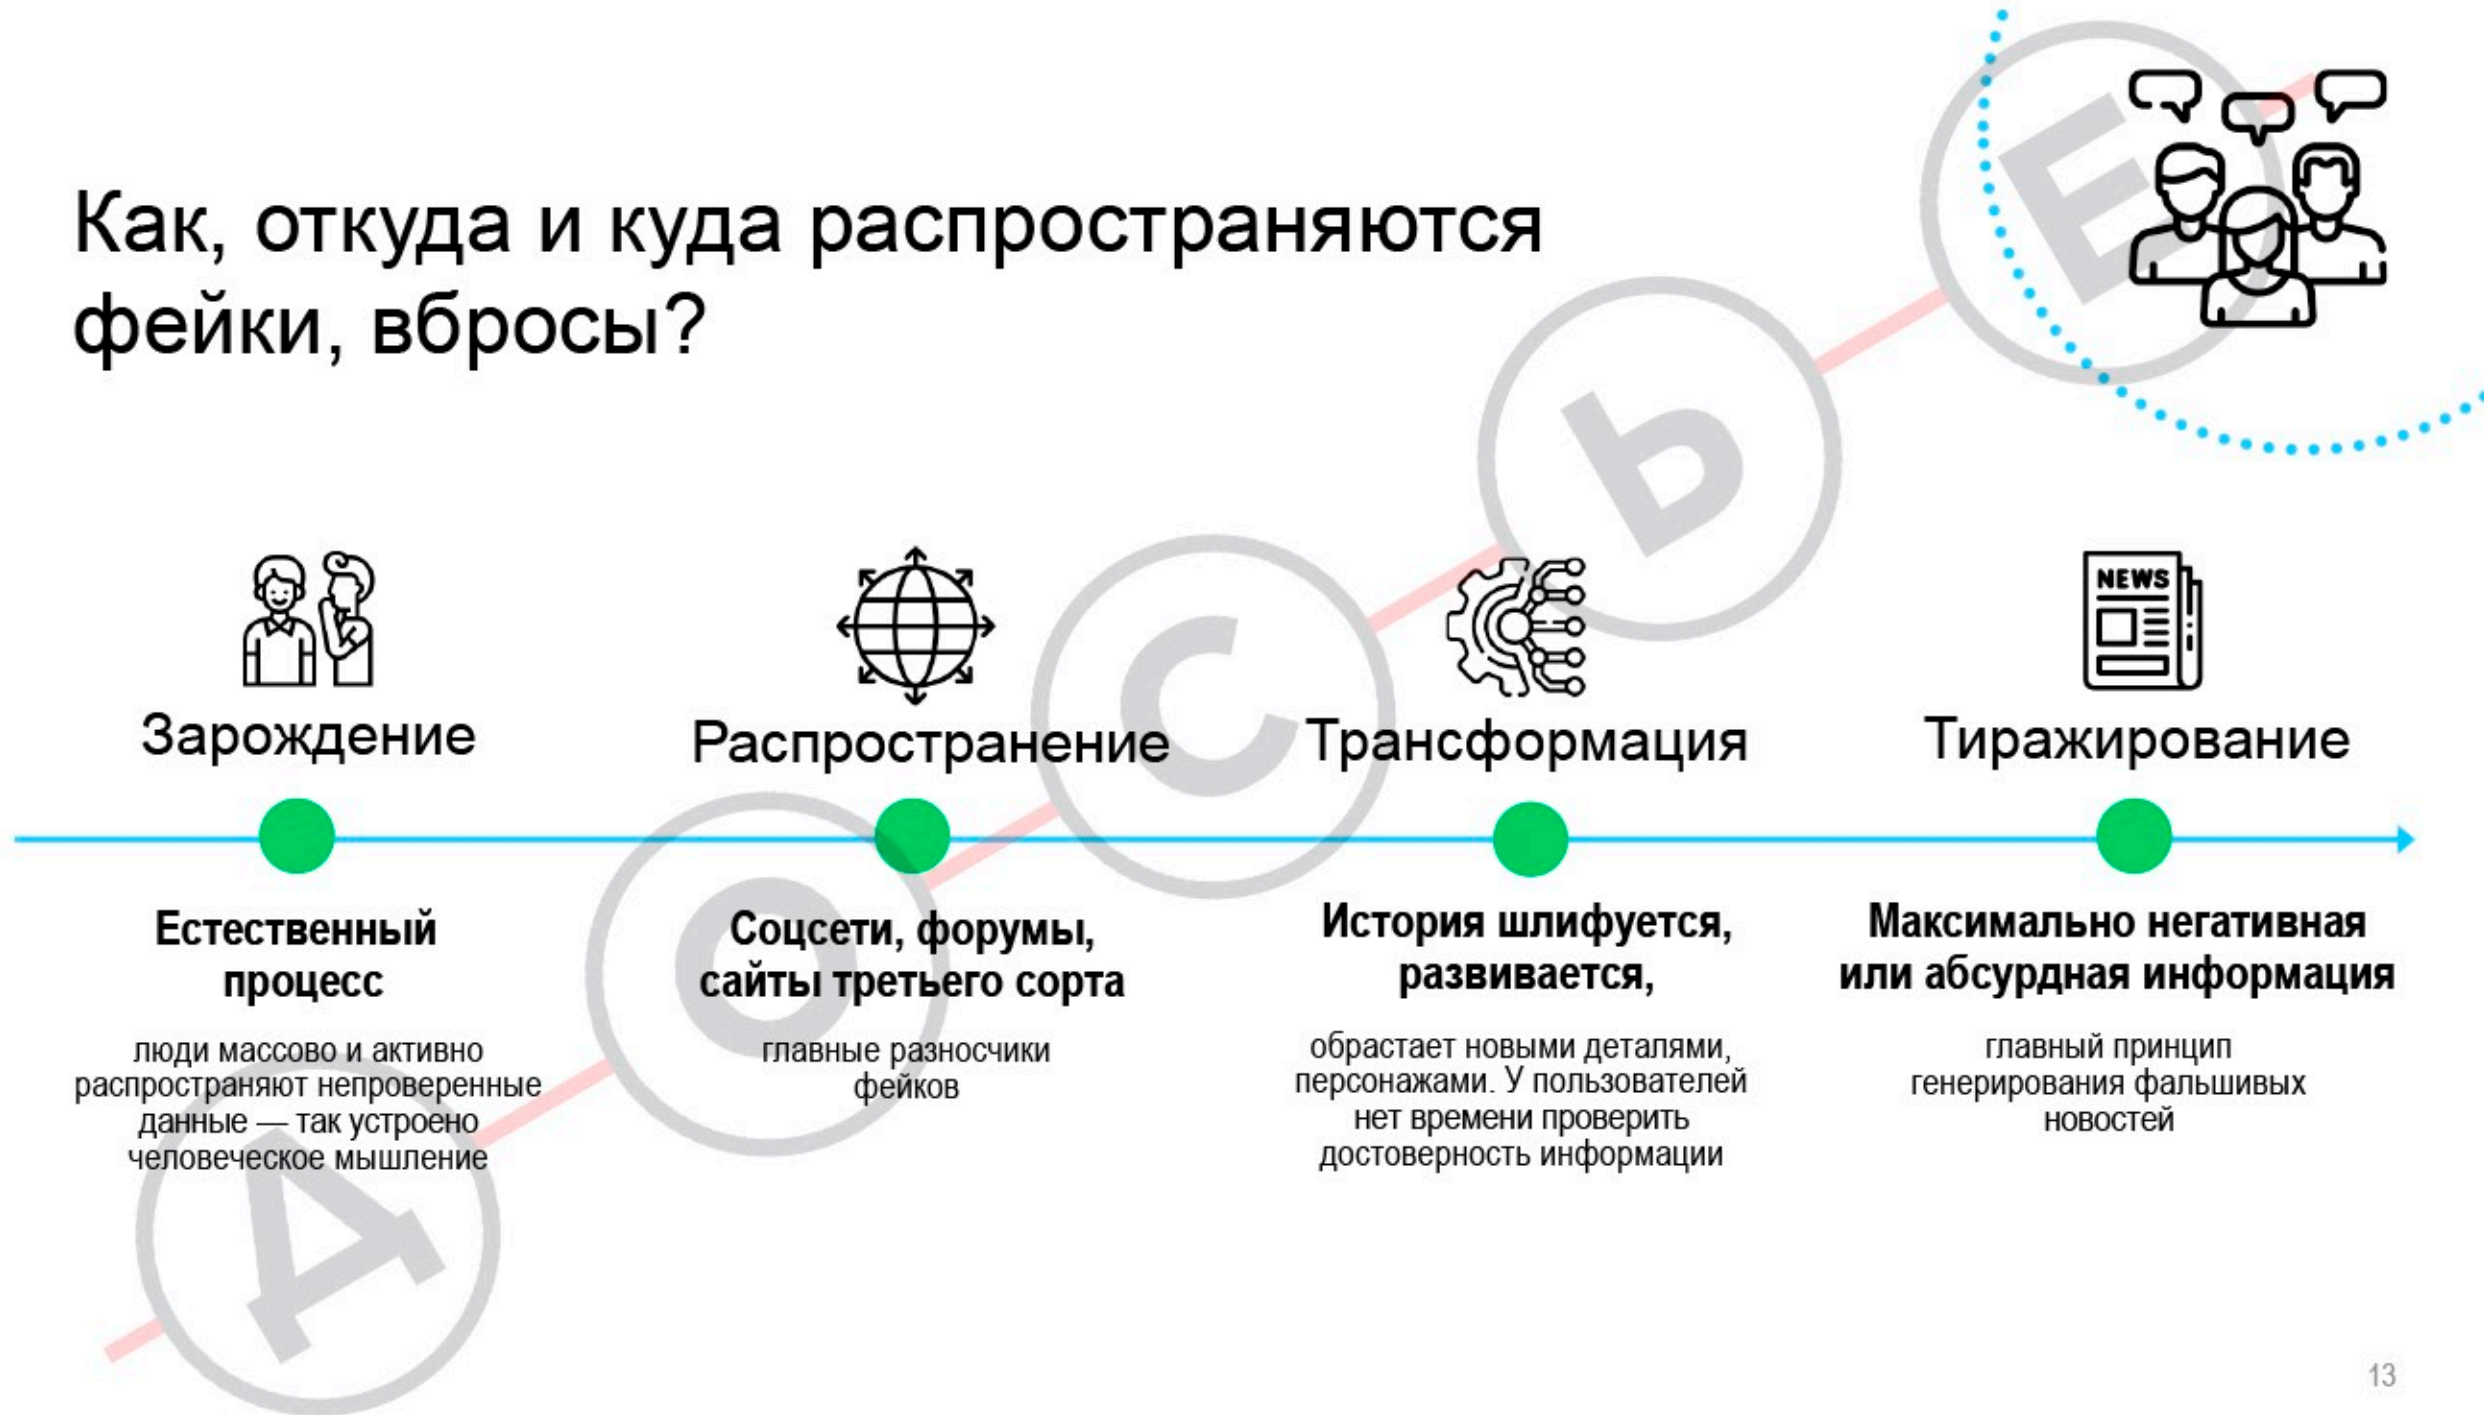 Как, откуда и куда распространяются
фейки, вбросы?
NEWS
Зарождение
Распространение
Трансформация
Тиражирование
Естественный
процесс
люди массово и активно
распространяют непроверенные
данные — так устроено
человеческое мышление
Соцсети, форумы,
сайты третьего сорта
главные разносчики
фейков
История шлифуется,
развивается,
обрастает новыми деталями,
персонажами. У пользователей
нет времени проверить
достоверность информации
Максимально негативная
или абсурдная информация
главный принцип
генерирования фальшивых
новостей
ДОСЬЕ
13